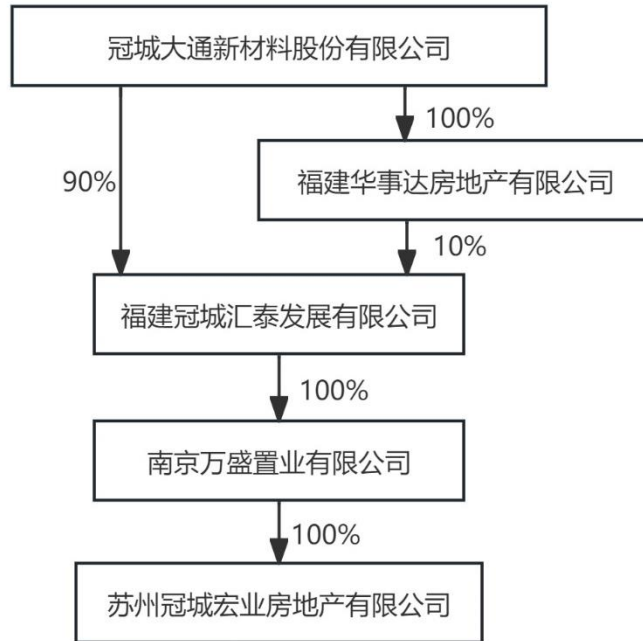 冠城大通新材料股份有限公司
100%
福建华事达房地产有限公司
90%
10%
福建冠城汇泰发展有限公司
100%
南京万盛置业有限公司
100%
苏州冠城宏业房地产有限公司